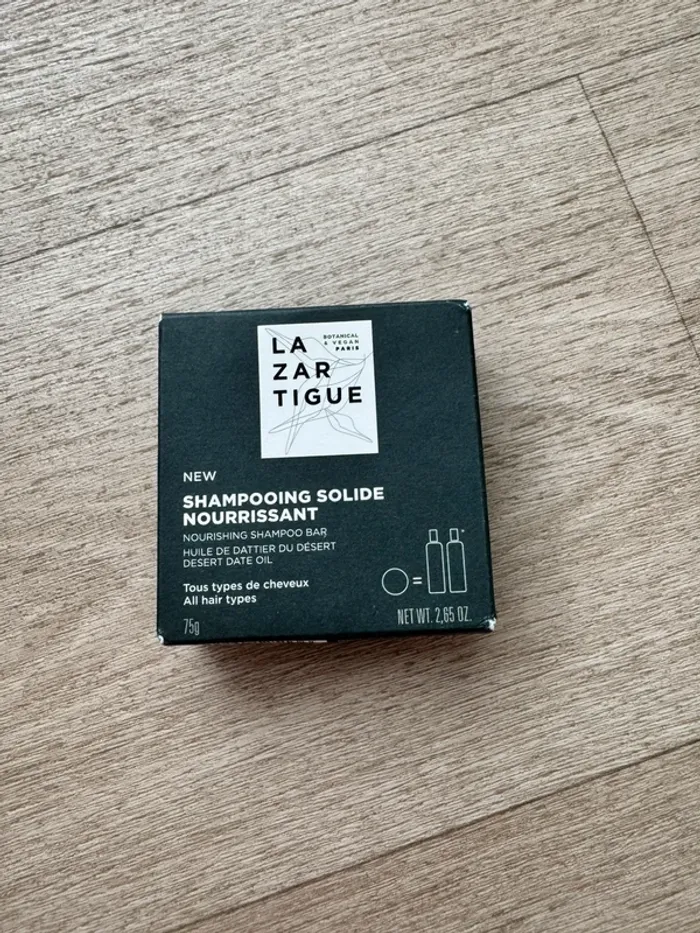 LA
ZAR
TIGUE
BOTANICAL
& VEGAN
PARIS
NEW
SHAMPOOING SOLIDE
NOURRISSANT
NOURISHING SHAMPOO BAR
HUILE DE DATTIER DU DÉSERT
DESERT DATE OIL
Tous types de cheveux
All hair types
=
*
75g
NET WT. 2,65 OZ.